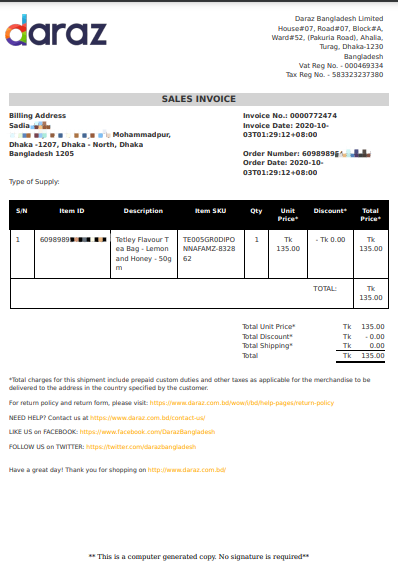 daraz
Daraz Bangladesh Limited
House#07, Road#07, Block#A,
Ward#52, (Pakuria Road), Ahalia,
Turag, Dhaka-1230
Bangladesh
Vat Reg No. - 000469334
Tax Reg No. - 583323237380
SALES INVOICE
Billing Address
Sadia
Mohammadpur,
Dhaka -1207, Dhaka - North, Dhaka
Bangladesh 1205
Invoice No.: 0000772474
Invoice Date: 2020-10-
03T01:29:12+08:00
Order Number: 6098989
Order Date: 2020-10-
03T01:29:12+08:00
Type of Supply:
S/N Item ID Description Item SKU Qty Unit Price* Discount* Total Price*
1 6098989 Tetley Flavour T TE005GR0DIPO 1 Tk - Tk 0.00 Tk
ea Bag - Lemon NNAFAMZ-8328 135.00 135.00
and Honey - 50g 62
m
TOTAL: Tk
135.00
Total Unit Price* Tk 135.00
Total Discount* Tk - 0.00
Total Shipping* Tk 0.00
Total Tk 135.00
*Total charges for this shipment include prepaid custom duties and other taxes as applicable for the merchandise to be
delivered to the address in the country specified by the customer.
For return policy and return form, please visit: https://www.daraz.com.bd/wow/i/bd/help-pages/return-policy
NEED HELP? Contact us at https://www.daraz.com.bd/contact-us/
LIKE US on FACEBOOK: https://www.facebook.com/DarazBangladesh
FOLLOW US on TWITTER: https://twitter.com/darazbangladesh
Have a great day! Thank you for shopping on http://www.daraz.com.bd/
** This is a computer generated copy. No signature is required**